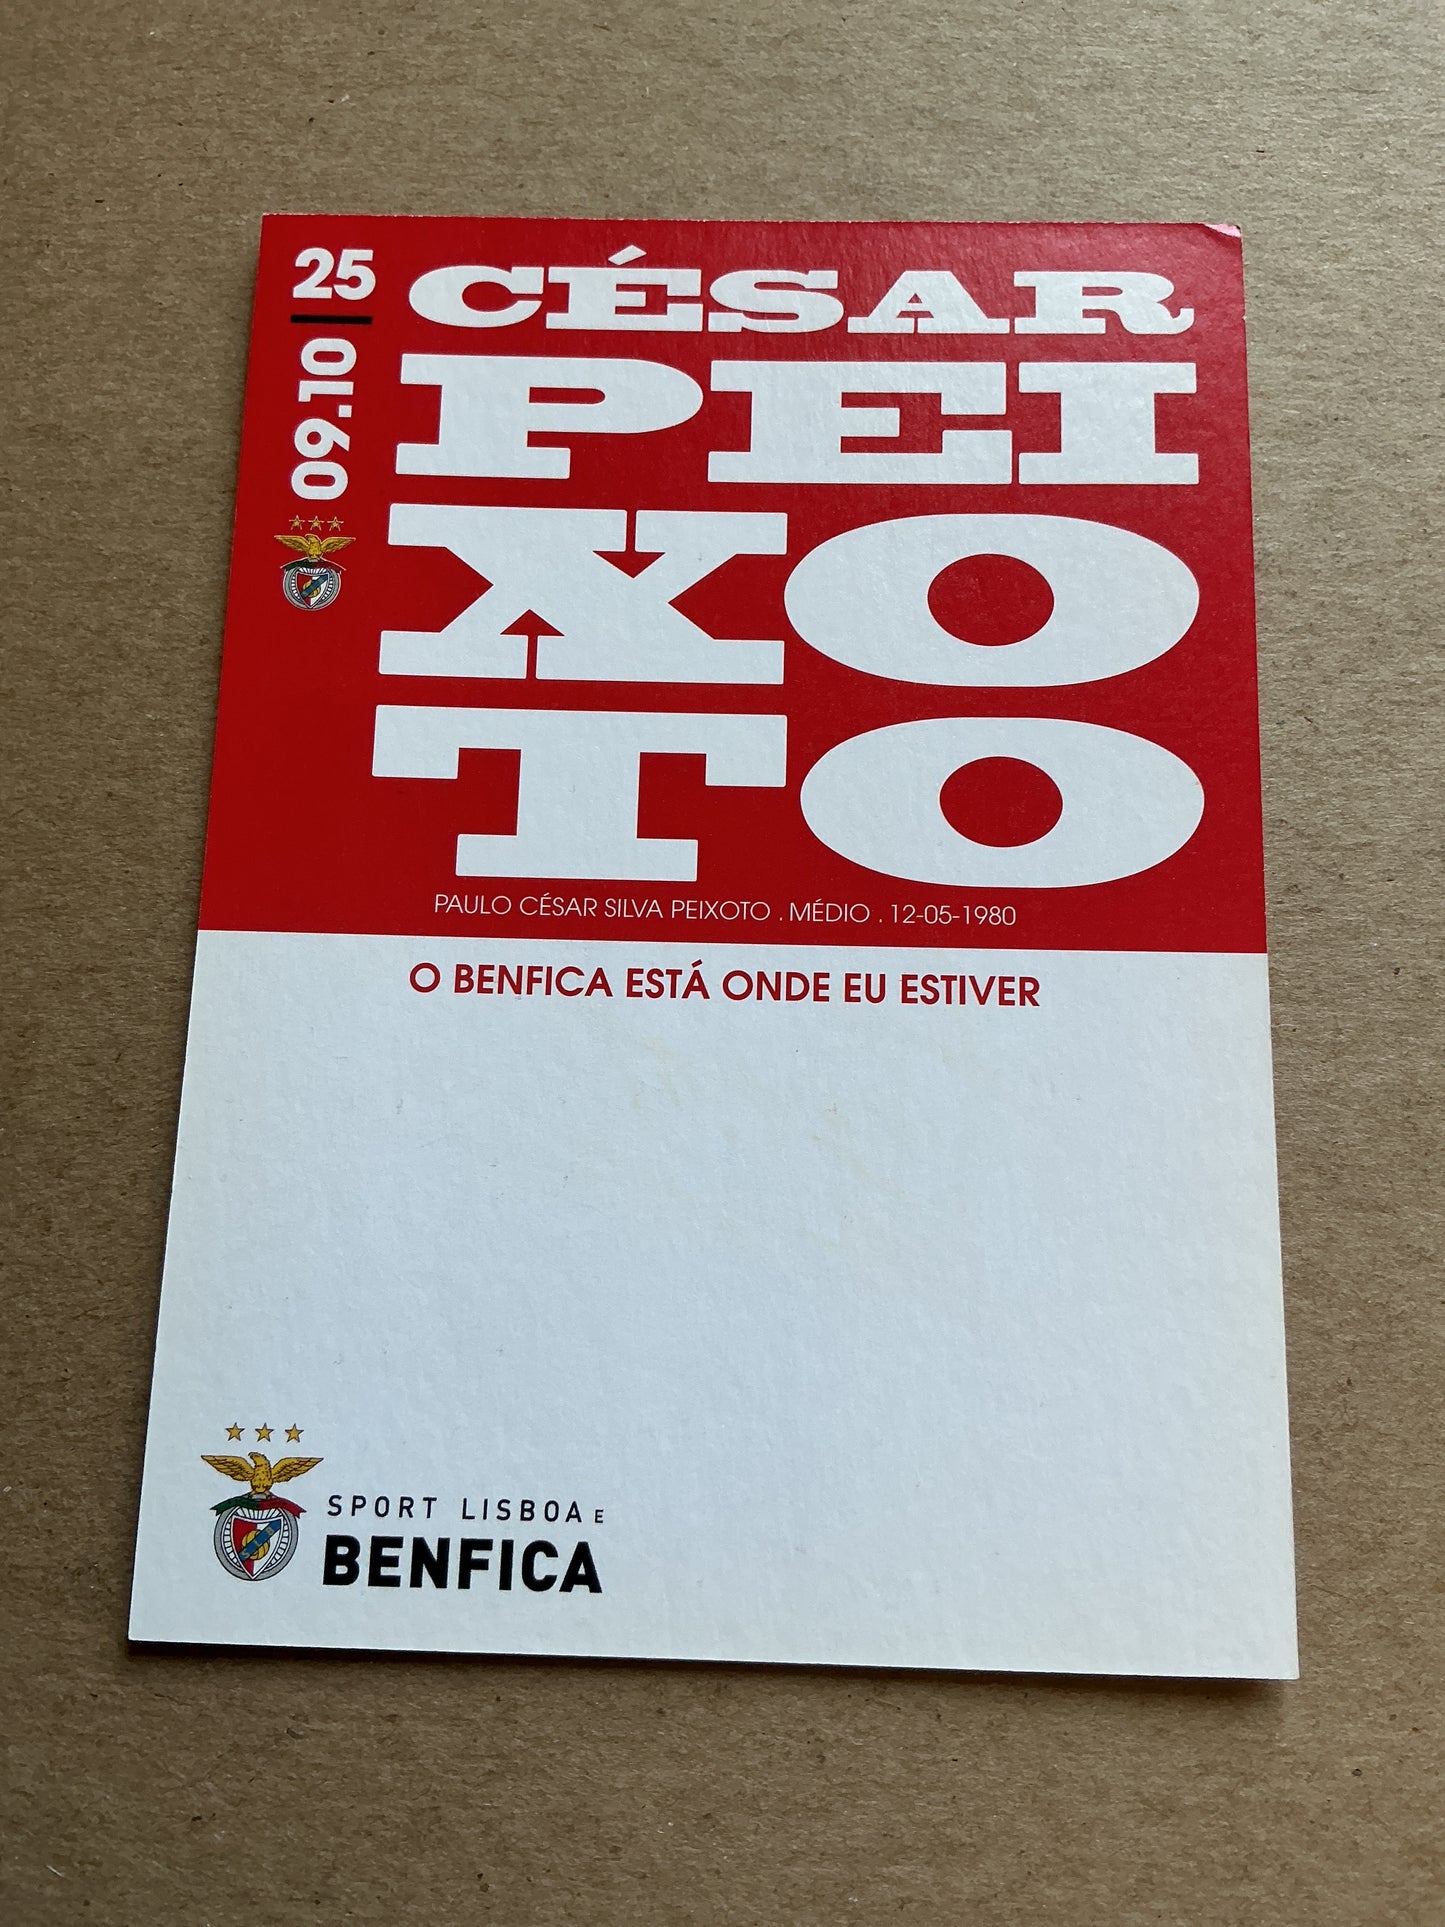 25
09.10
CÉSAR
PEI
XO
TO
PAULO CÉSAR SILVA PEIXOTO . MÉDIO . 12-05-1980
O BENFICA ESTÁ ONDE EU ESTIVER
SPORT LISBOA E
BENFICA